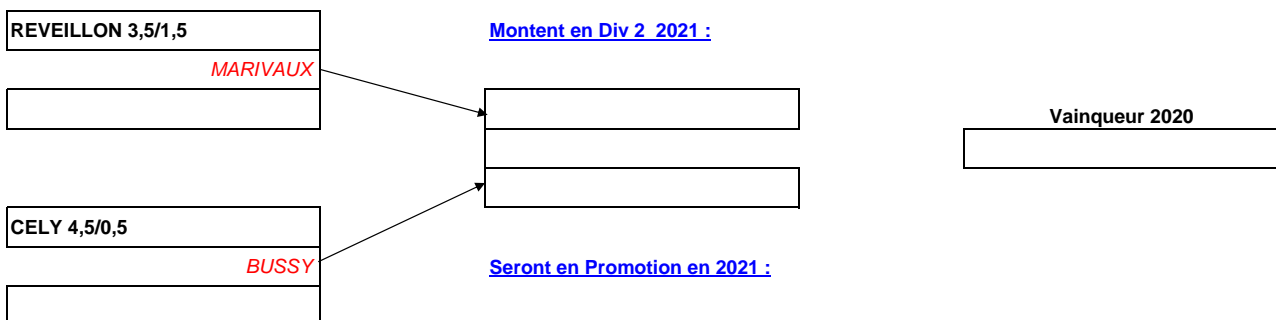 REVEILLON 3,5/1,5
Montent en Div 2  2021 :
MARIVAUX
Vainqueur 2020
CELY 4,5/0,5
BUSSY
Seront en Promotion en 2021 :